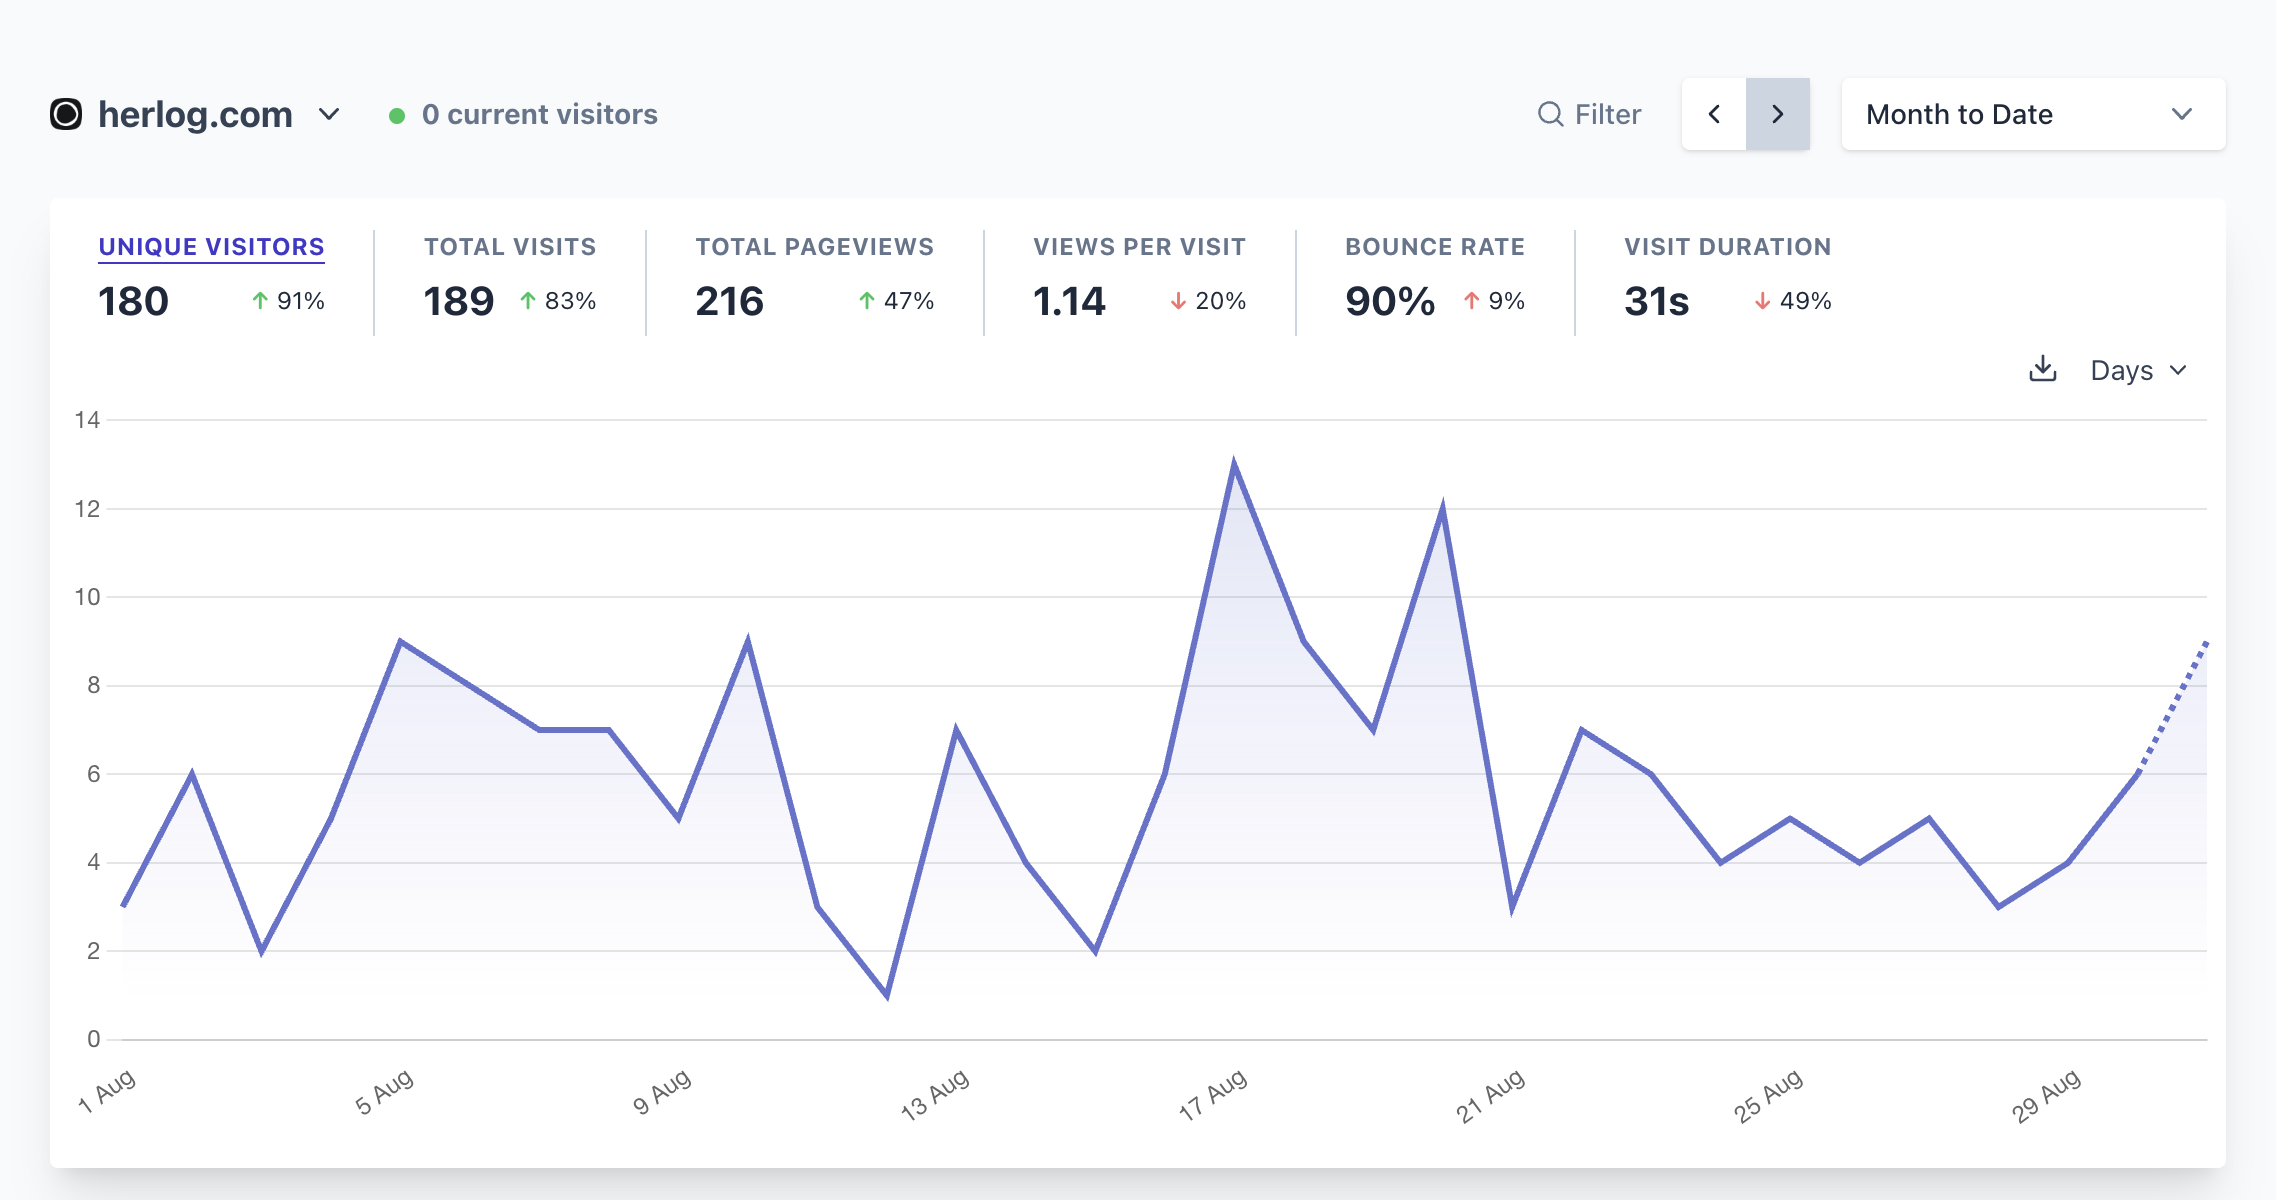 herlog.com
0 current visitors
Filter
Month to Date
UNIQUE VISITORS
180 91%
TOTAL VISITS
189 83%
TOTAL PAGEVIEWS
216 47%
VIEWS PER VISIT
1.14 20%
BOUNCE RATE
90% 9%
VISIT DURATION
31s 49%
Days
14
12
10
8
6
4
2
0
1 Aug
5 Aug
9 Aug
13 Aug
17 Aug
21 Aug
25 Aug
29 Aug